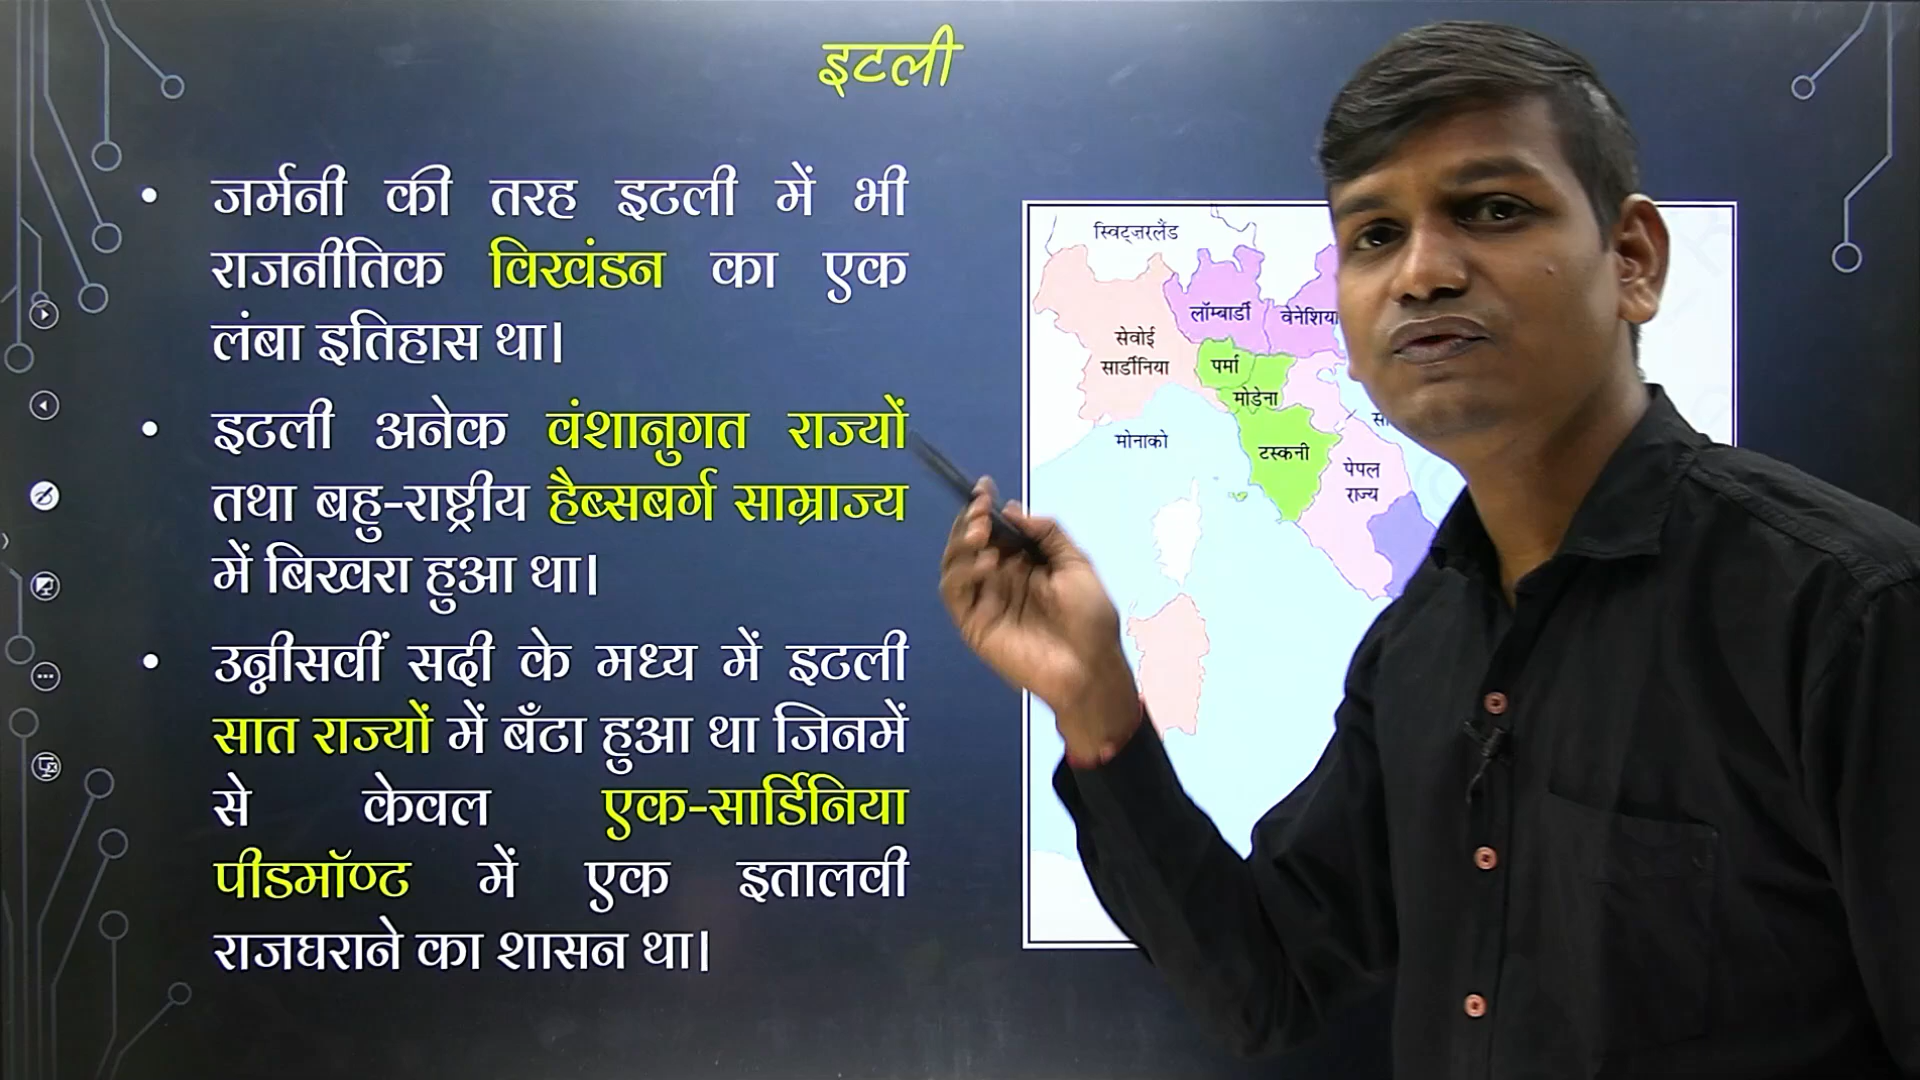 इटली
जर्मनी की तरह इटली में भी
राजनीतिक विखंडन का एक
लंबा इतिहास था।
इटली अनेक वंशानुगत राज्यों
तथा बहु-राष्ट्रीय हैब्सबर्ग साम्राज्य
में बिखरा हुआ था।
उन्नीसवीं सदी के मध्य में इटली
सात राज्यों में बँटा हुआ था जिनमें
से केवल एक-सार्डिनिया
पीडमॉण्ट में एक इतालवी
राजघराने का शासन था।
स्विट्ज़रलैंड
लॉम्बार्डी
वेनेशिया
सेवोई
सार्डीनिया
पर्मा
मोडेना
मोनाको
टस्कनी
पेपल
राज्य